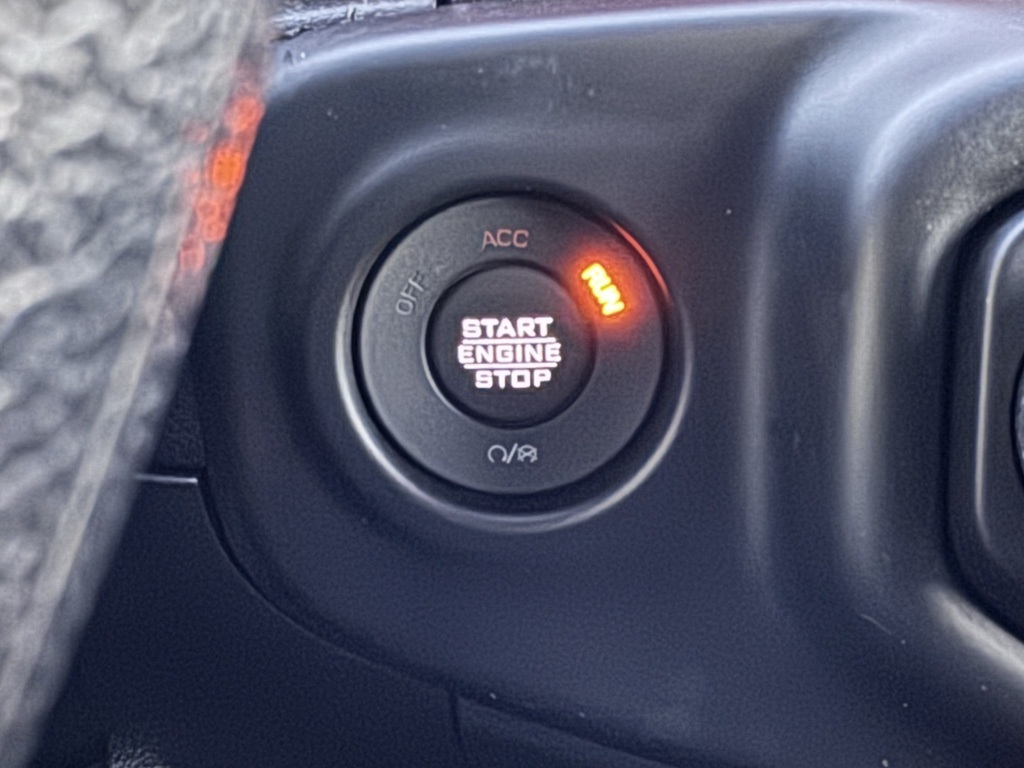 ACC
OFF
RUN
START
ENGINE
STOP